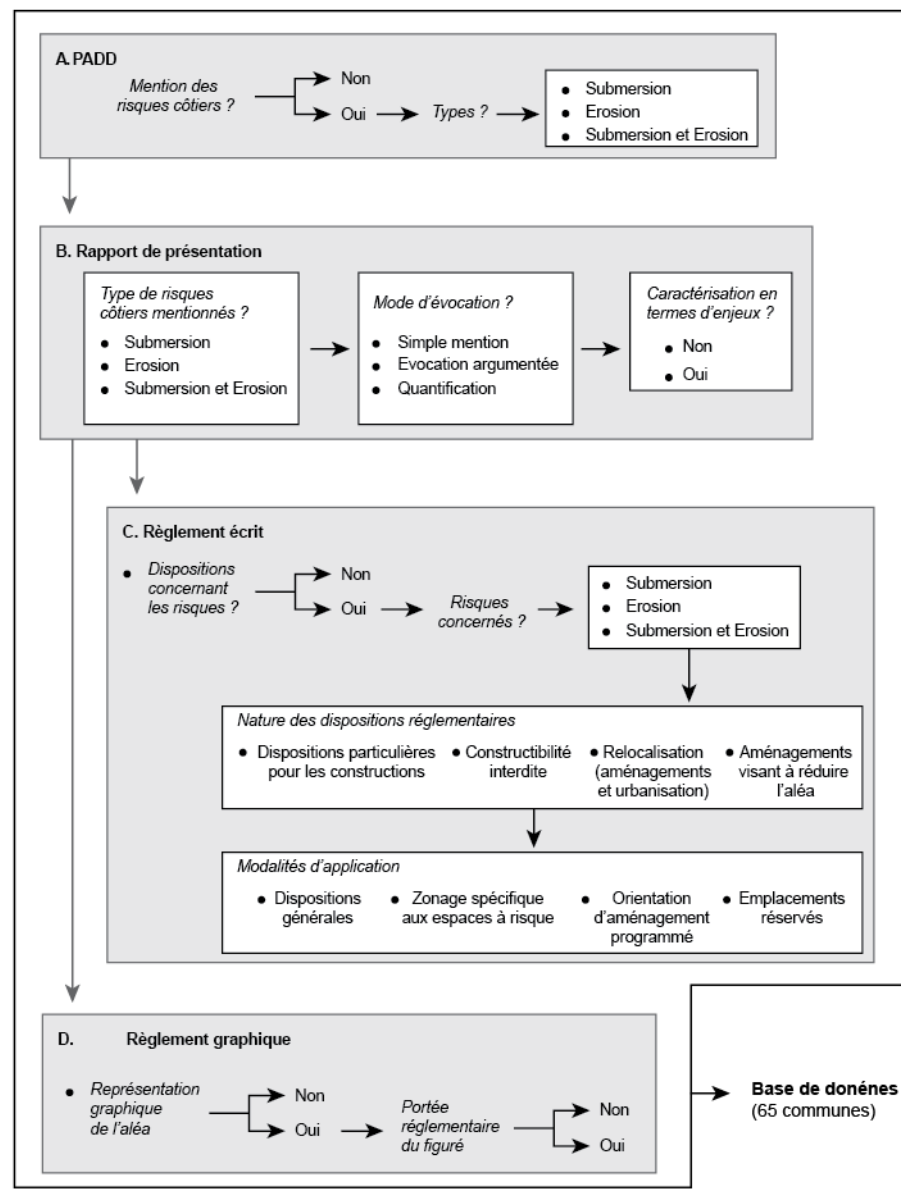 A. PADD
Mention des
risques côtiers ?
Non
Oui
Types ?
● Submersion
● Erosion
● Submersion et Erosion
B. Rapport de présentation
Type de risques
côtiers mentionnés ?
● Submersion
● Erosion
● Submersion et Erosion
Mode d'évocation ?
● Simple mention
● Evocation argumentée
● Quantification
Caractérisation en
termes d'enjeux ?
● Non
● Oui
C. Règlement écrit
● Dispositions
concernant
les risques ?
Non
Oui
Risques
concernés ?
● Submersion
● Erosion
● Submersion et Erosion
Nature des dispositions réglementaires
● Dispositions particulières
pour les constructions
● Constructibilité
interdite
● Relocalisation
(aménagements
et urbanisation)
● Aménagements
visant à réduire
l'aléa
Modalités d'application
● Dispositions
générales
● Zonage spécifique
aux espaces à risque
● Orientation
d'aménagement
programmé
● Emplacements
réservés
D. Règlement graphique
● Représentation
graphique
de l'aléa
Non
Oui
Portée
réglementaire
du figuré
Non
Oui
Base de donénes
(65 communes)